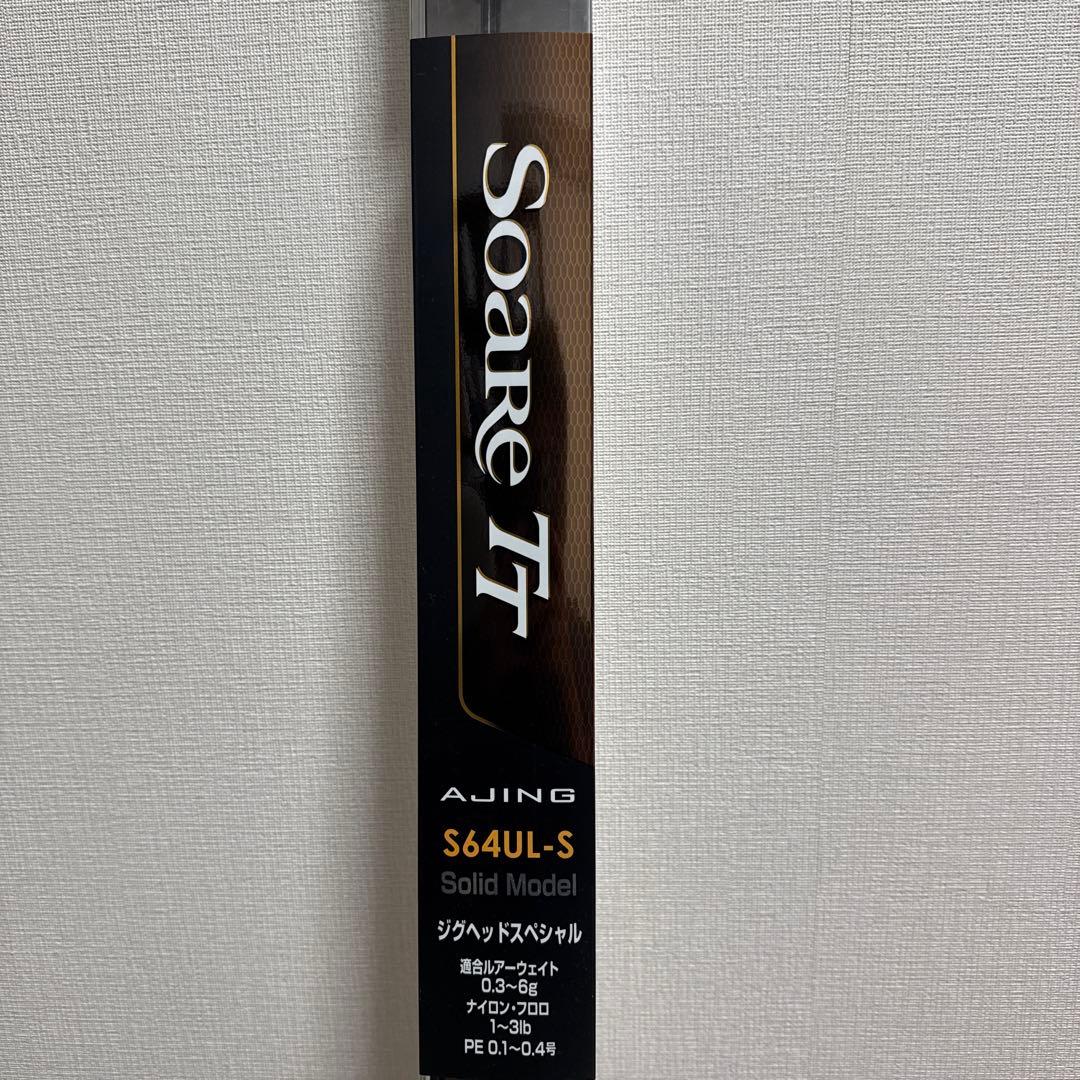 SoaRe TT
AJING
S64UL-S
Solid Model
ジグヘッドスペシャル
適合ルアーウェイト
0.3～6g
ナイロン・フロロ
1～3lb
PE 0.1～0.4号